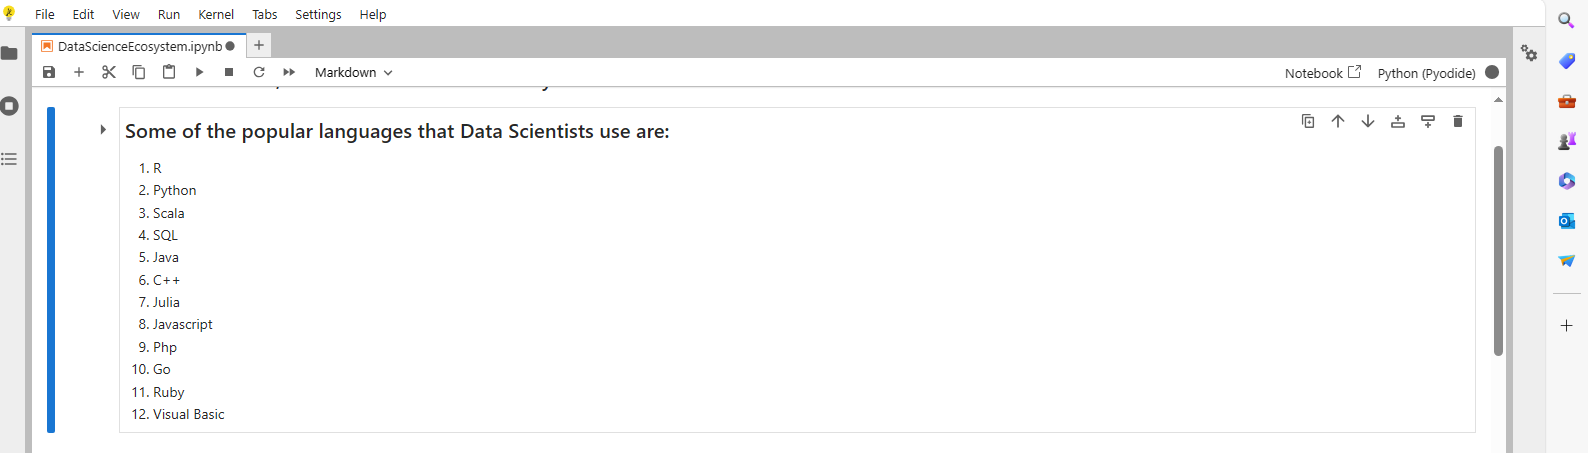 File Edit View Run Kernel Tabs Settings Help
DataScienceEcosystem.ipynb
Markdown
Notebook Python (Pyodide)
Some of the popular languages that Data Scientists use are:
1. R
2. Python
3. Scala
4. SQL
5. Java
6. C++
7. Julia
8. Javascript
9. Php
10. Go
11. Ruby
12. Visual Basic